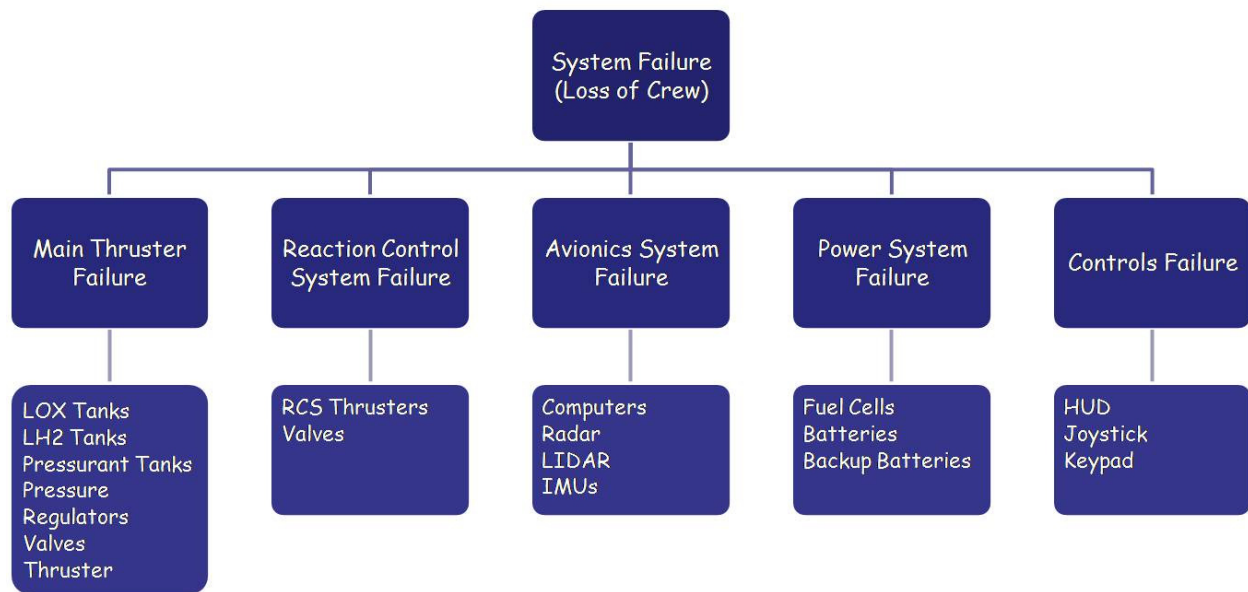 System Failure
(Loss of Crew)
Main Thruster
Failure
Reaction Control
System Failure
Avionics System
Failure
Power System
Failure
Controls Failure
LOX Tanks
LH2 Tanks
Pressurant Tanks
Pressure
Regulators
Valves
Thruster
RCS Thrusters
Valves
Computers
Radar
LIDAR
IMUs
Fuel Cells
Batteries
Backup Batteries
HUD
Joystick
Keypad